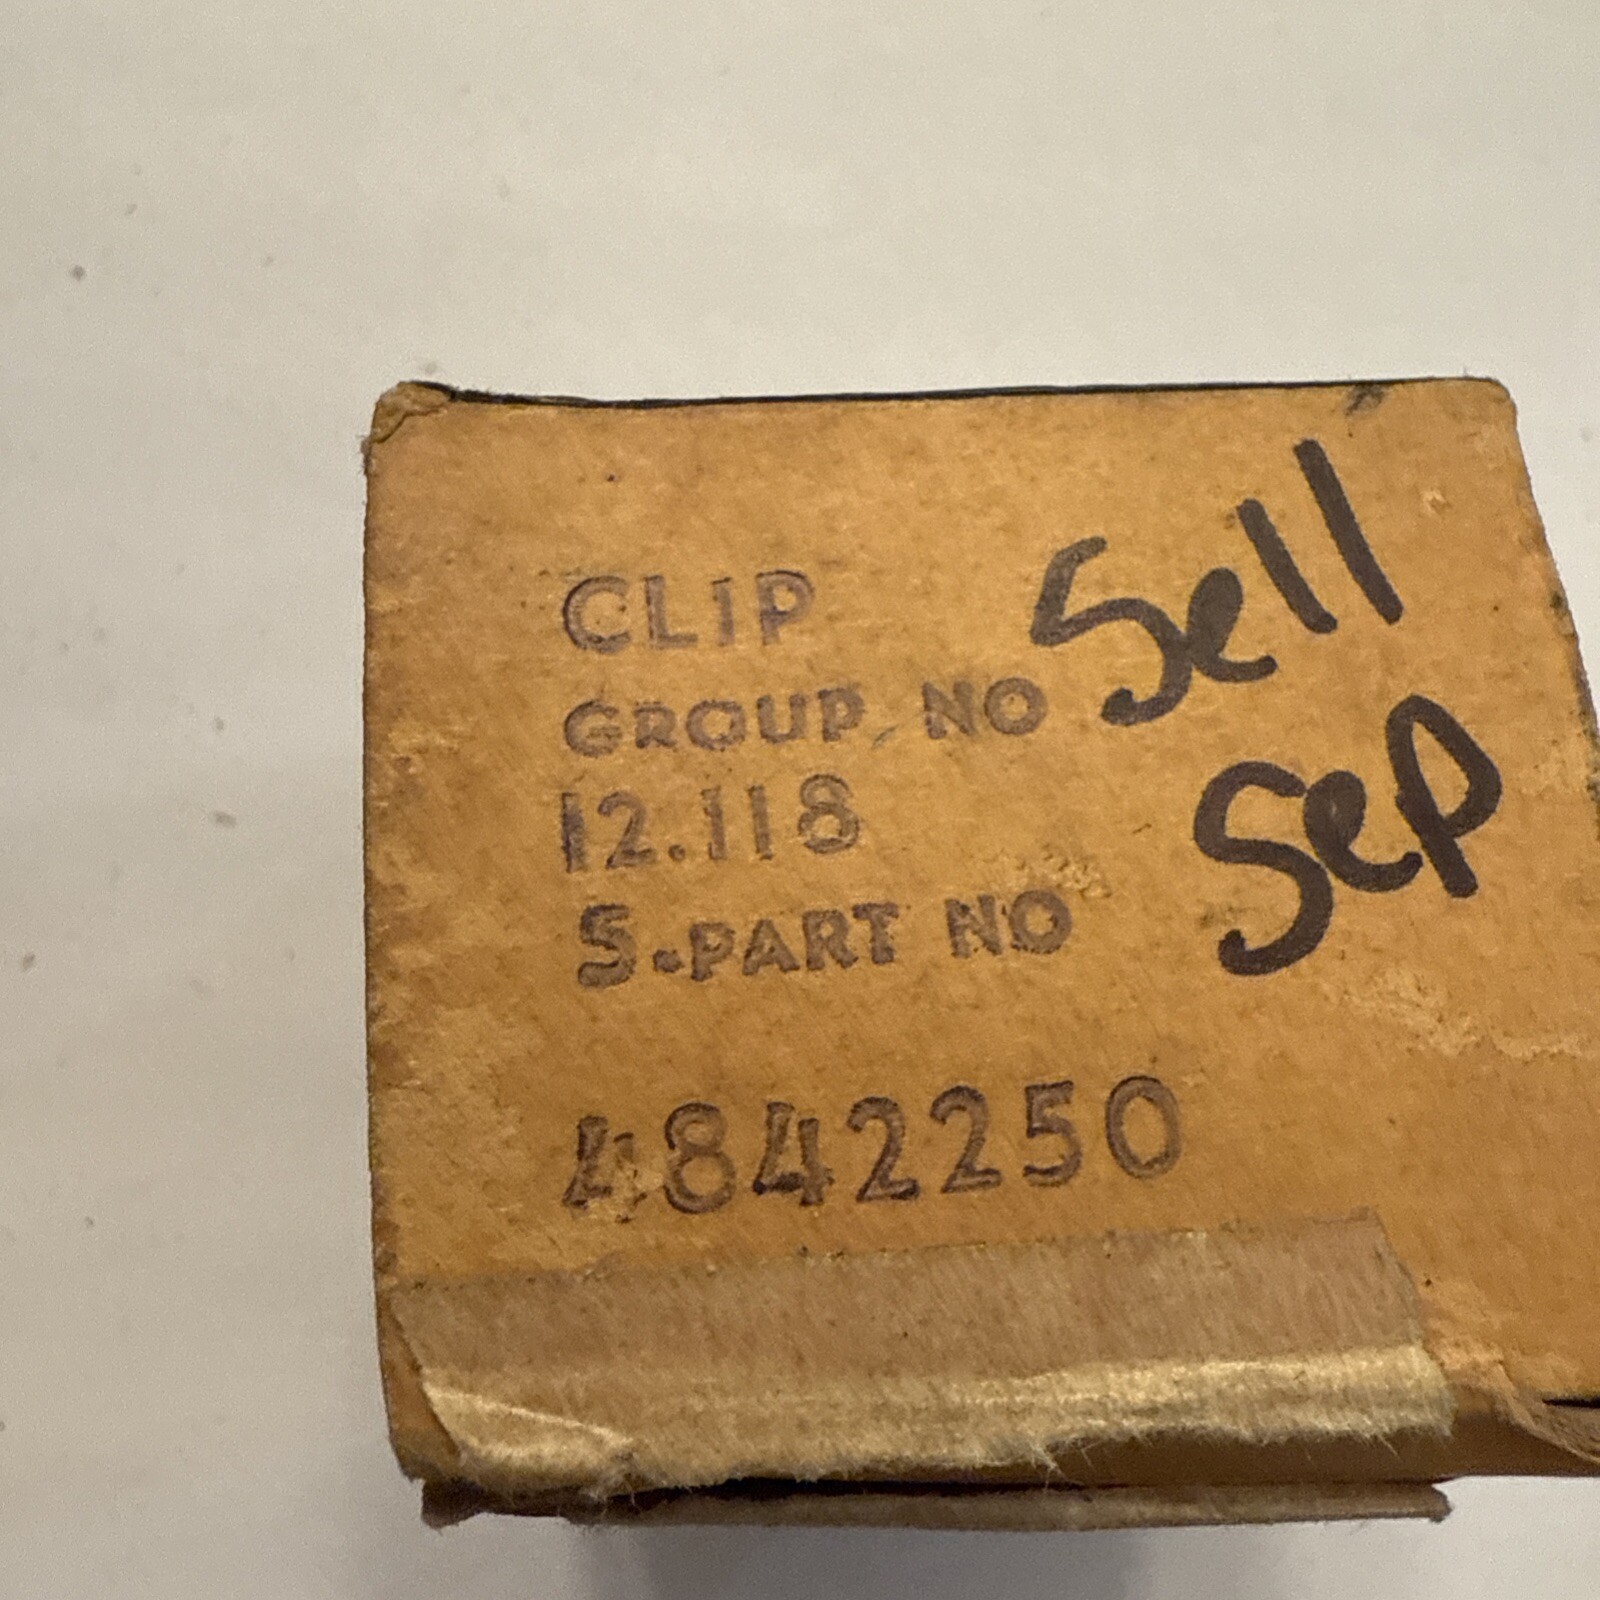 CLIP
GROUP NO
12.118
S.PART NO
4842250
Sell
Sep